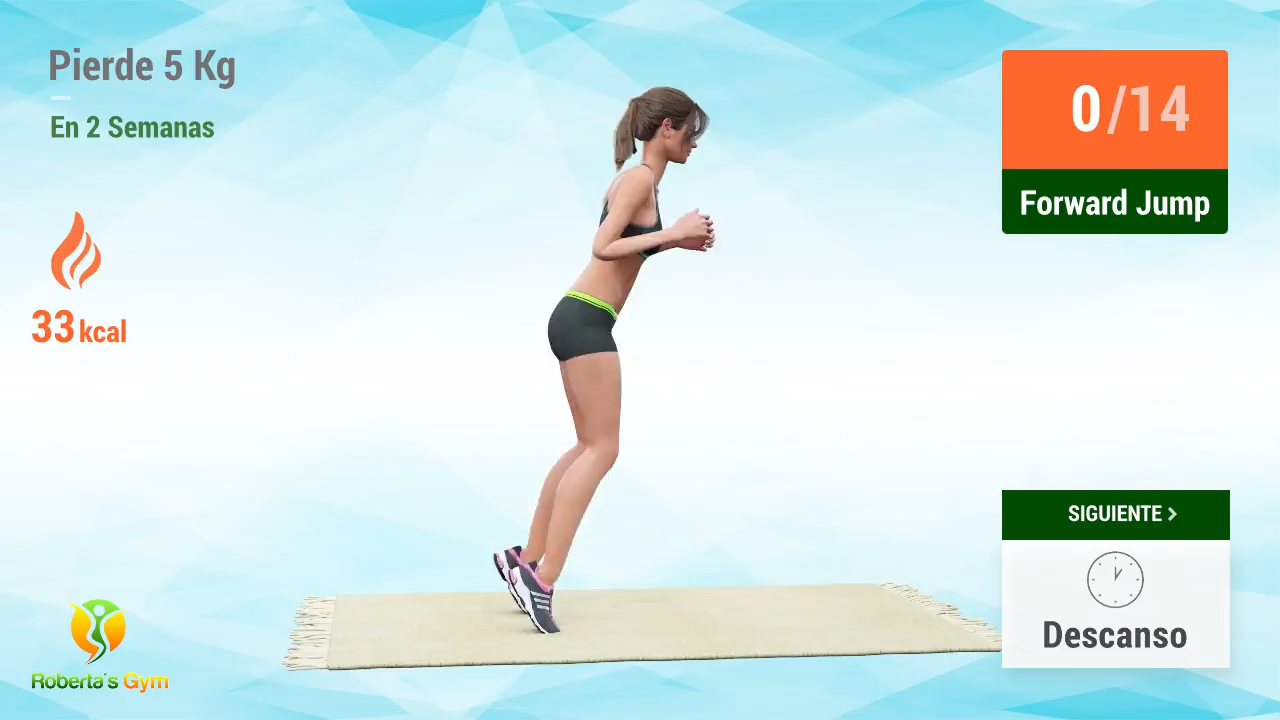 Pierde 5 Kg
En 2 Semanas
33 kcal
0/14
Forward Jump
SIGUIENTE >
Descanso
Roberta's Gym